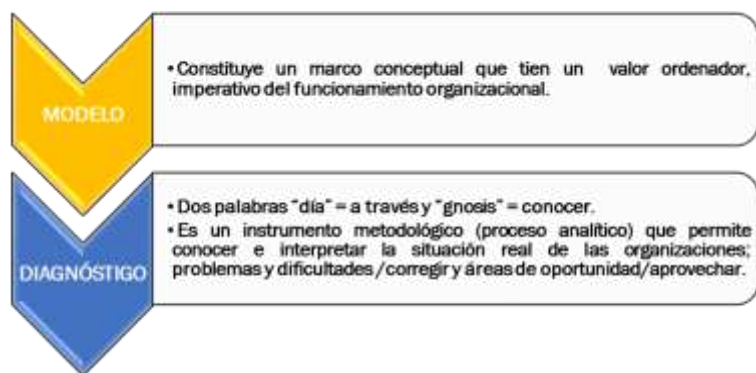 MODELO
• Constituye un marco conceptual que tien un valor ordenador,
imperativo del funcionamiento organizacional.
DIAGNÓSTIGO
• Dos palabras "día" = a través y "gnosis" = conocer.
• Es un instrumento metodológico (proceso analítico) que permite
conocer e interpretar la situación real de las organizaciones;
problemas y dificultades /corregir y áreas de oportunidad/aprovechar.